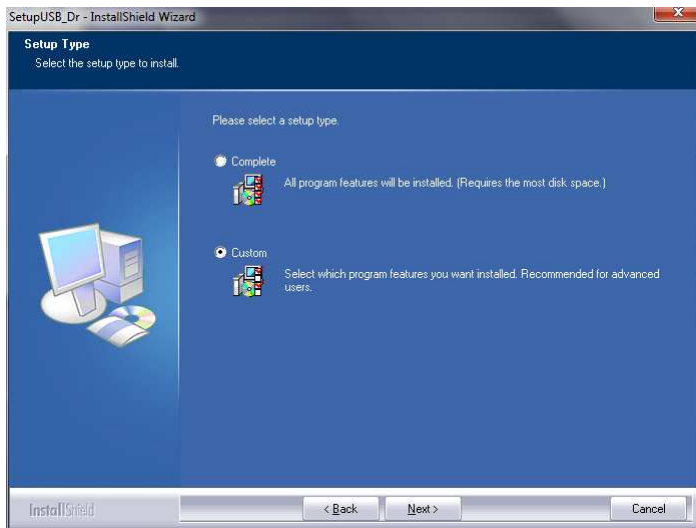 SetupUSB_Dr - InstallShield Wizard
Setup Type
Select the setup type to install.
Please select a setup type.
Complete
All program features will be installed. (Requires the most disk space.)
Custom
Select which program features you want installed. Recommended for advanced
users.
InstallShield
< Back
Next >
Cancel